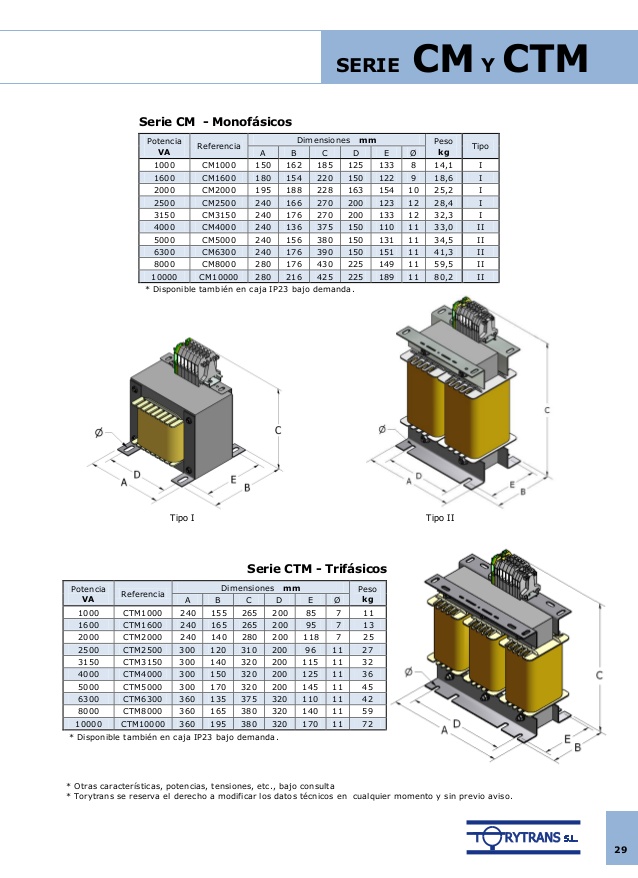 SERIE CM Y CTM
Serie CM - Monofásicos
Potencia VA Referencia Dimensiones mm Peso kg Tipo
A B C D E Ø
1000 CM1000 150 162 185 125 133 8 14,1 I
1600 CM1600 180 154 220 150 122 9 18,6 I
2000 CM2000 195 188 228 163 154 10 25,2 I
2500 CM2500 240 166 270 200 123 12 28,4 I
3150 CM3150 240 176 270 200 133 12 32,3 I
4000 CM4000 240 136 375 150 110 11 33,0 II
5000 CM5000 240 156 380 150 131 11 34,5 II
6300 CM6300 240 176 390 150 151 11 41,3 II
8000 CM8000 280 176 430 225 149 11 59,5 II
10000 CM10000 280 216 425 225 189 11 80,2 II
* Disponible también en caja IP23 bajo demanda.
Ø A D E B C
Ø A D E B C
Tipo I
Tipo II
Serie CTM - Trifásicos
Potencia VA Referencia Dimensiones mm Peso kg
A B C D E Ø
1000 CTM1000 240 155 265 200 85 7 11
1600 CTM1600 240 165 265 200 95 7 13
2000 CTM2000 240 140 280 200 118 7 25
2500 CTM2500 300 120 310 200 96 11 27
3150 CTM3150 300 140 320 200 115 11 32
4000 CTM4000 300 150 320 200 125 11 36
5000 CTM5000 300 170 320 200 145 11 45
6300 CTM6300 360 135 375 320 110 11 42
8000 CTM8000 360 165 380 320 140 11 59
10000 CTM10000 360 195 380 320 170 11 72
* Disponible también en caja IP23 bajo demanda.
Ø A D E B C
* Otras características, potencias, tensiones, etc., bajo consulta
* Torytrans se reserva el derecho a modificar los datos técnicos en cualquier momento y sin previo aviso.
TORYTRANS S.L.
29